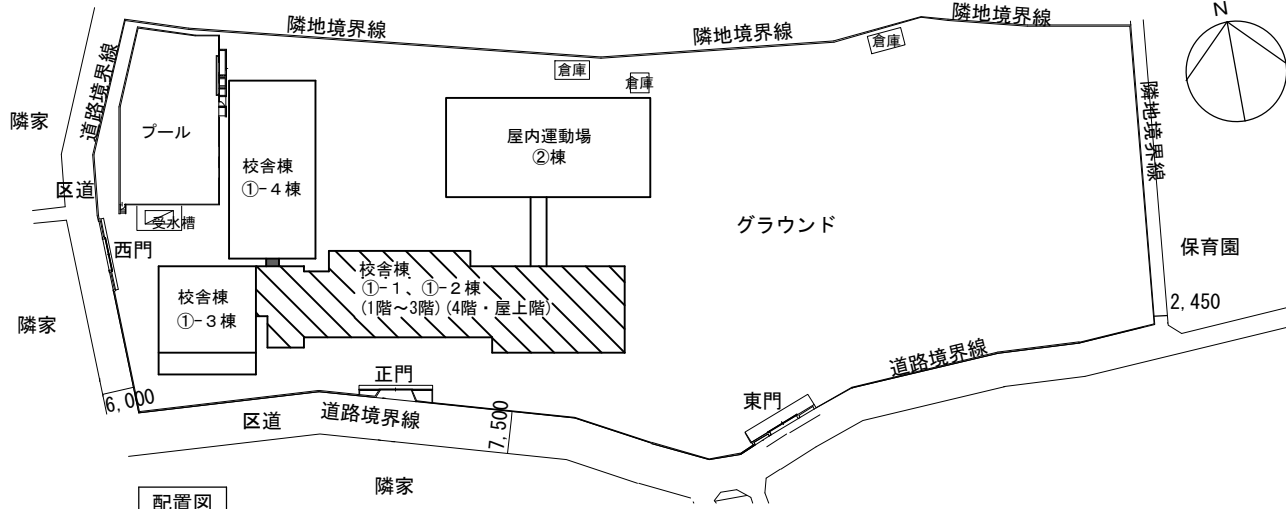 隣地境界線
隣地境界線
隣地境界線
N
道路境界線
倉庫
倉庫
倉庫
隣地境界線
隣家
プール
校舎棟
①-4棟
屋内運動場
②棟
区道
受水槽
グラウンド
西門
保育園
校舎棟
①-3棟
校舎棟
①-1、①-2棟
(1階～3階)(4階・屋上階)
隣家
2,450
道路境界線
正門
6,000
東門
区道
道路境界線
7,500
隣家
配置図